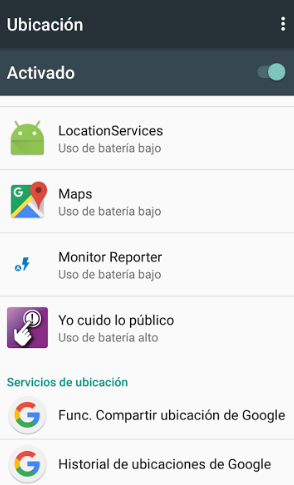 Ubicación
Activado
LocationServices
Uso de batería bajo
Maps
Uso de batería bajo
Monitor Reporter
Uso de batería bajo
Yo cuido lo público
Uso de batería alto
Servicios de ubicación
Func. Compartir ubicación de Google
Historial de ubicaciones de Google